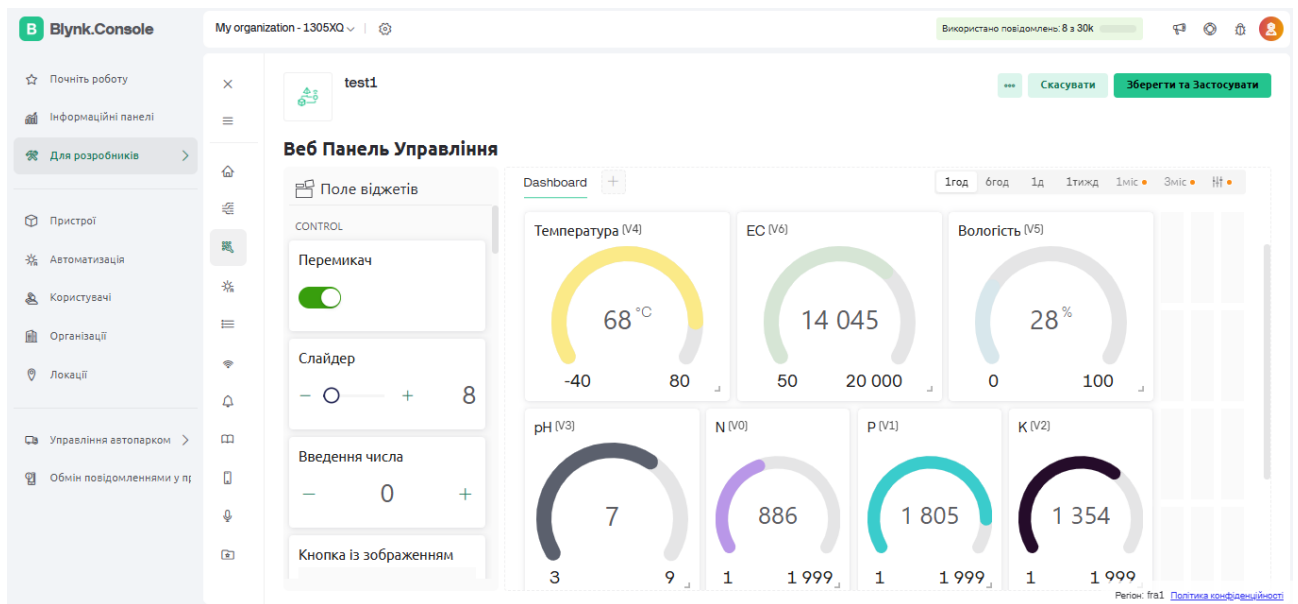 B Blynk.Console
My organization - 1305XQ
Використано повідомлень: 8 з 30k
Почніть роботу
Інформаційні панелі
Для розробників
Пристрої
Автоматизація
Користувачі
Організації
Локації
Управління автопарком
Обмін повідомленнями у пр
test1
Скасувати
Зберегти та Застосувати
Веб Панель Управління
Поле віджетів
CONTROL
Перемикач
Слайдер
− + 8
Введення числа
− 0 +
Кнопка із зображенням
Dashboard +
1год 6год 1д 1тижд 1міс 3міс
Температура (V4)
68 °C
-40 80
EC (V6)
14 045
50 20 000
Вологість (V5)
28 %
0 100
pH (V3)
7
3 9
N (V0)
886
1 1 999
P (V1)
1 805
1 1 999
K (V2)
1 354
1 1 999
Регіон: fra1 Політика конфіденційності